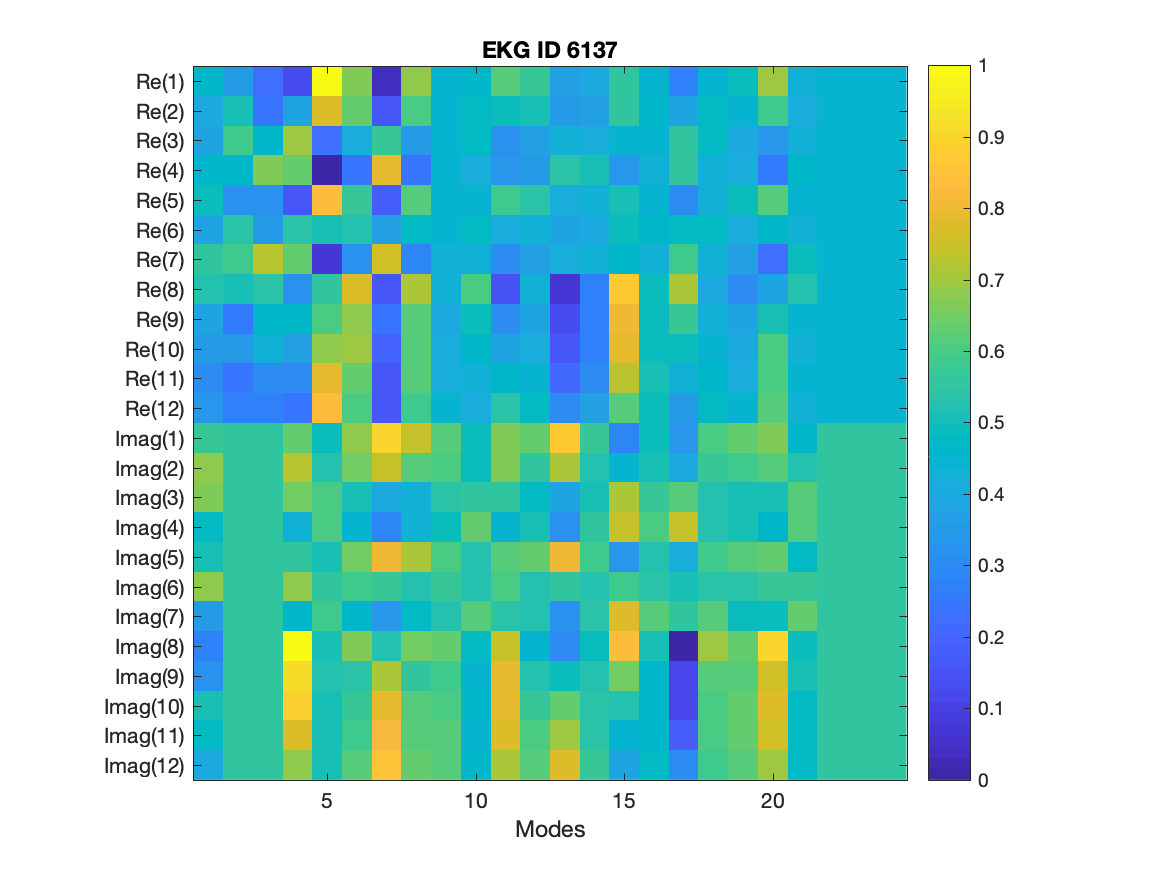 EKG ID 6137
Re(1)
Re(2)
Re(3)
Re(4)
Re(5)
Re(6)
Re(7)
Re(8)
Re(9)
Re(10)
Re(11)
Re(12)
Imag(1)
Imag(2)
Imag(3)
Imag(4)
Imag(5)
Imag(6)
Imag(7)
Imag(8)
Imag(9)
Imag(10)
Imag(11)
Imag(12)
5 10 15 20
Modes
1
0.9
0.8
0.7
0.6
0.5
0.4
0.3
0.2
0.1
0